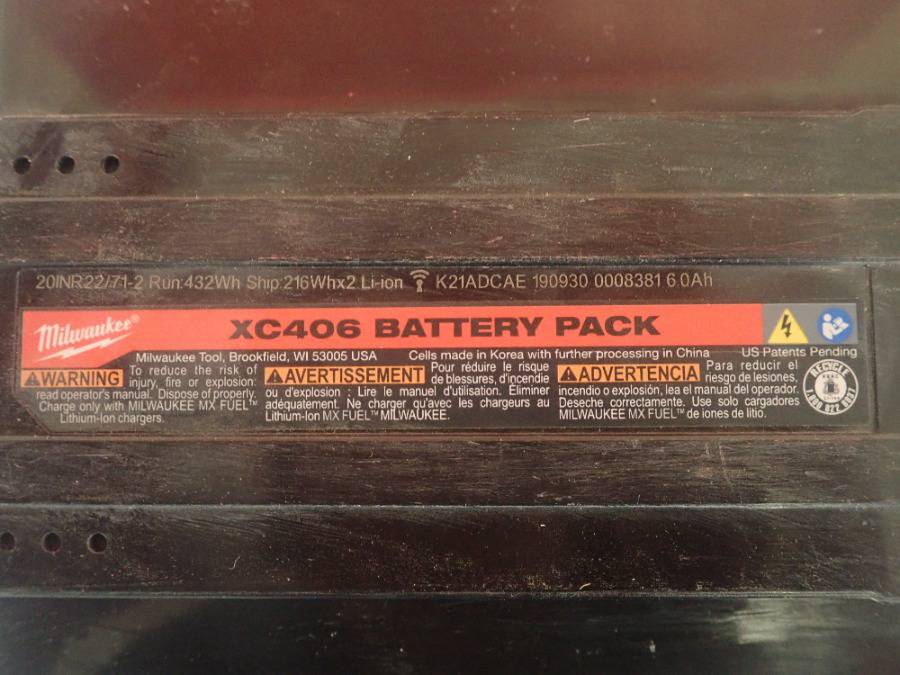 20INR22/71-2 Run:432Wh Ship:216Whx2 Li-ion K21ADCAE 190930 0008381 6.0Ah
Milwaukee® XC406 BATTERY PACK
Milwaukee Tool, Brookfield, WI 53005 USA Cells made in Korea with further processing in China US Patents Pending
WARNING To reduce the risk of
injury, fire or explosion:
read operator's manual. Dispose of properly.
Charge only with MILWAUKEE MX FUEL™
Lithium-Ion chargers.
AVERTISSEMENT Pour réduire le risque
de blessures, d'incendie
ou d'explosion : Lire le manuel d'utilisation. Éliminer
adéquatement. Ne charger qu'avec les chargeurs au
Lithium-Ion MX FUEL™ MILWAUKEE.
ADVERTENCIA Para reducir el
riesgo de lesiones,
incendio o explosión, lea el manual del operador.
Deseche correctamente. Use solo cargadores
MILWAUKEE MX FUEL™ de iones de litio.
RECYCLE
1.800.822.8837